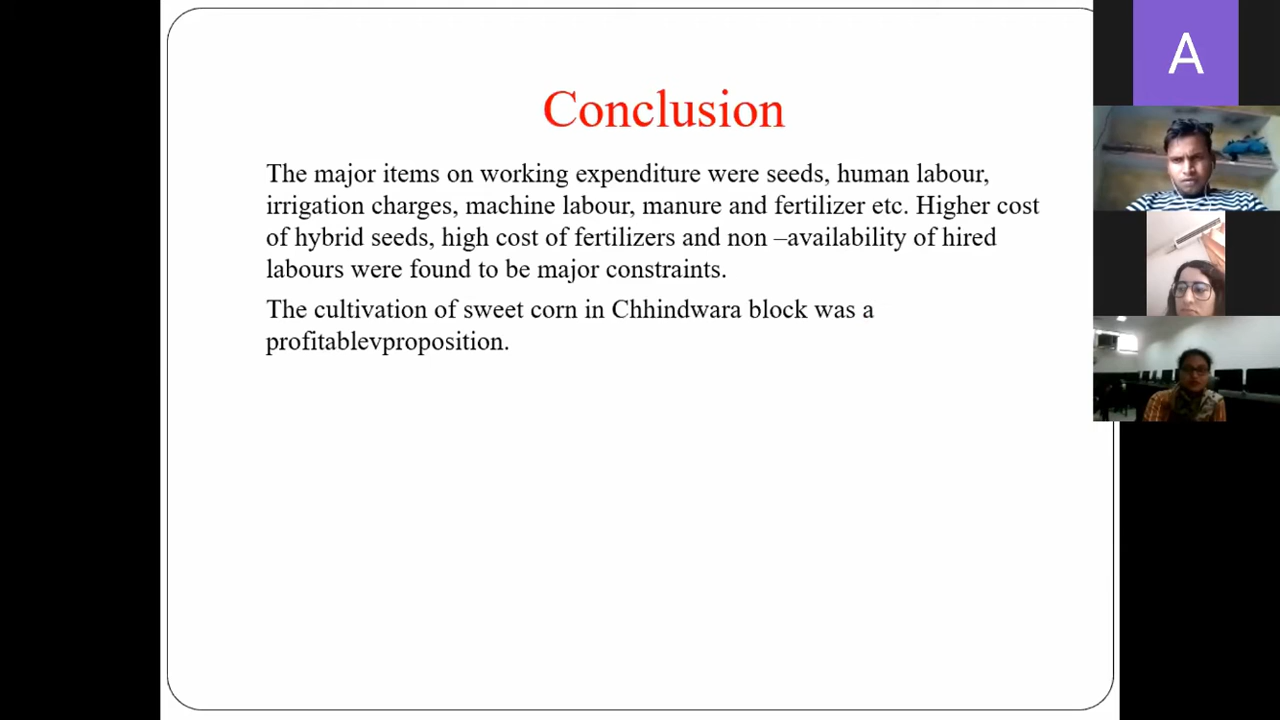 Conclusion
The major items on working expenditure were seeds, human labour,
irrigation charges, machine labour, manure and fertilizer etc. Higher cost
of hybrid seeds, high cost of fertilizers and non –availability of hired
labours were found to be major constraints.
The cultivation of sweet corn in Chhindwara block was a
profitablevproposition.
A